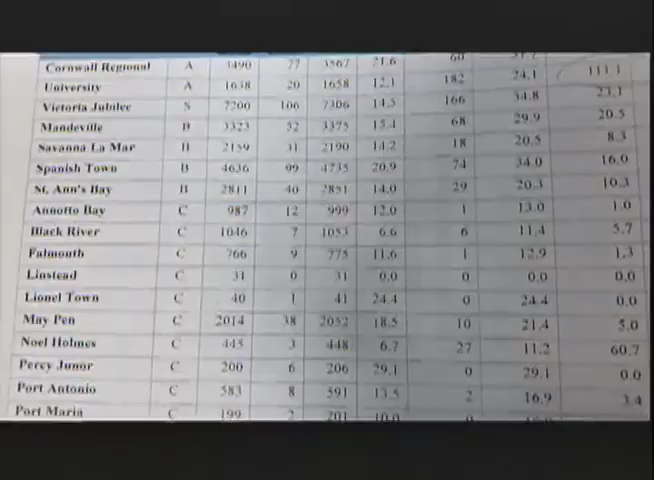 Cornwall Regional A 3490 77 3567 21.6 60
University A 1638 20 1658 12.1 182 24.1 111.1
Victoria Jubilee S 7200 106 7306 14.5 166 34.8 23.1
Mandeville B 3323 52 3375 15.4 68 29.9 20.5
Savanna La Mar B 2159 31 2190 14.2 18 20.5 8.3
Spanish Town B 4636 99 4735 20.9 74 34.0 16.0
St. Ann's Bay B 2811 40 2851 14.0 29 20.3 10.3
Annotto Bay C 987 12 999 12.0 1 13.0 1.0
Black River C 1046 7 1053 6.6 6 11.4 5.7
Falmouth C 766 9 775 11.6 1 12.9 1.3
Linstead C 31 0 31 0.0 0 0.0 0.0
Lionel Town C 40 1 41 24.4 0 24.4 0.0
May Pen C 2014 38 2052 18.5 10 21.4 5.0
Noel Holmes C 445 3 448 6.7 27 11.2 60.7
Percy Junor C 200 6 206 29.1 0 29.1 0.0
Port Antonio C 583 8 591 13.5 2 16.9 3.4
Port Maria C 199 2 201 10.0 0